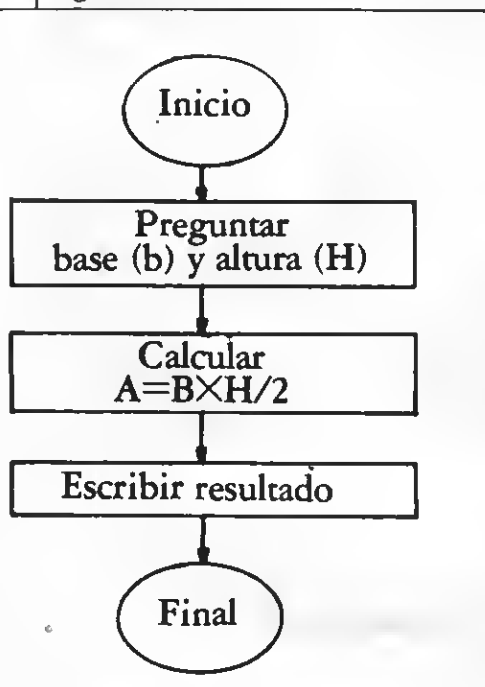 Inicio
Preguntar
base (b) y altura (H)
Calcular
A=B×H/2
Escribir resultado
Final